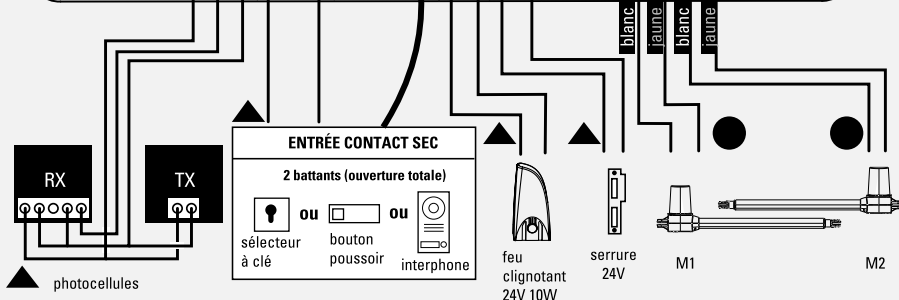 blanc
jaune
blanc
jaune
ENTRÉE CONTACT SEC
RX
TX
2 battants (ouverture totale)
ou
ou
sélecteur
à clé
bouton
poussoir
interphone
feu
clignotant
24V 10W
serrure
24V
M1
M2
photocellules